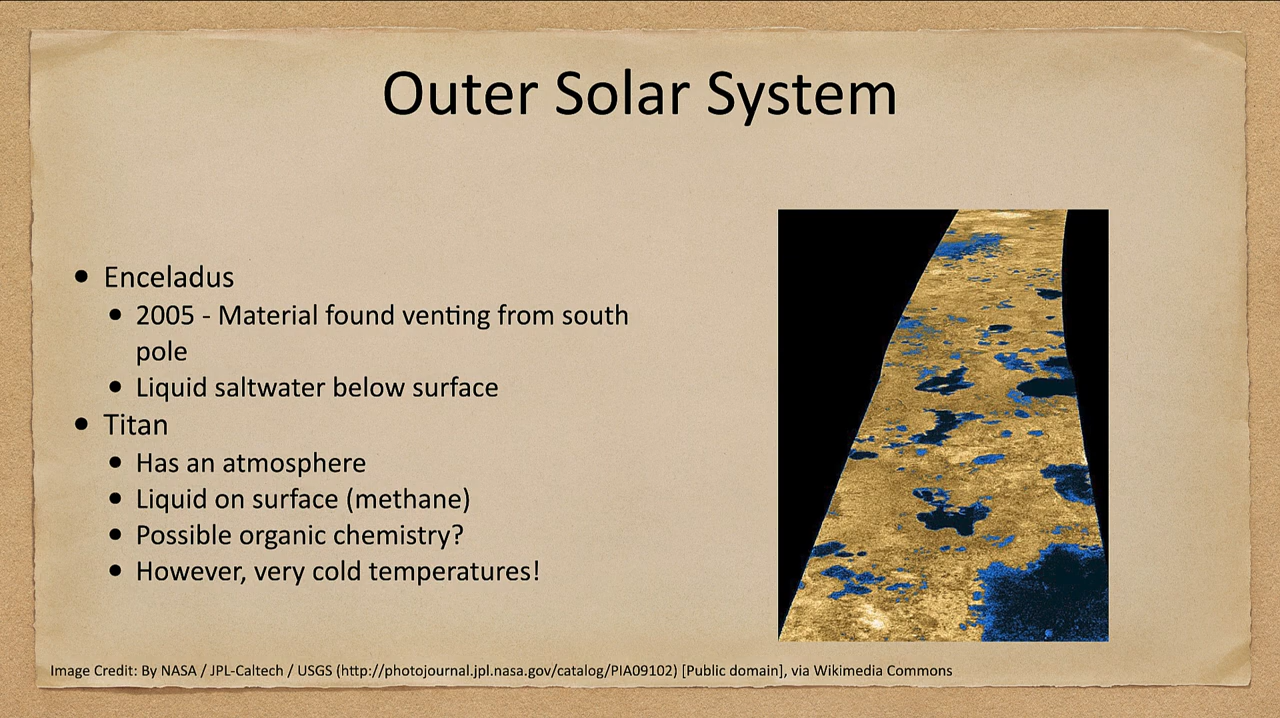 Outer Solar System
• Enceladus
• 2005 - Material found venting from south
pole
• Liquid saltwater below surface
• Titan
• Has an atmosphere
• Liquid on surface (methane)
• Possible organic chemistry?
• However, very cold temperatures!
Image Credit: By NASA / JPL-Caltech / USGS (http://photojournal.jpl.nasa.gov/catalog/PIA09102) [Public domain], via Wikimedia Commons